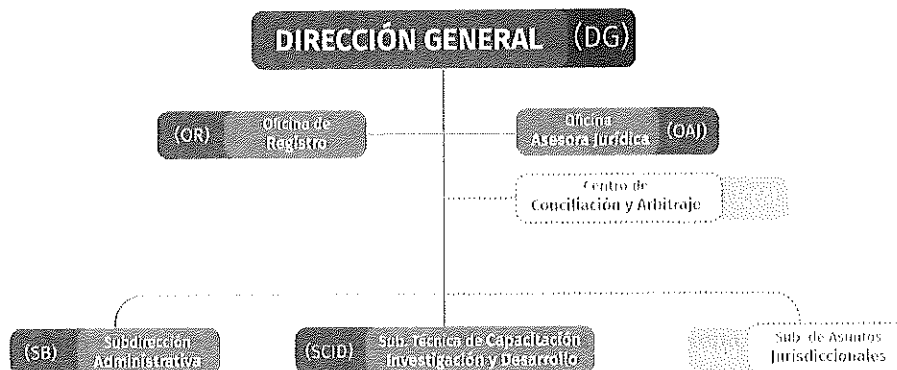 DIRECCIÓN GENERAL (DG)
(OR) Oficina de
Registro
Oficina
Asesora Jurídica (OAJ)
Centro de
Conciliación y Arbitraje
(SB) Subdirección
Administrativa
(SCID) Sub. Técnica de Capacitación
Investigación y Desarrollo
Sub. de Asuntos
Jurisdiccionales